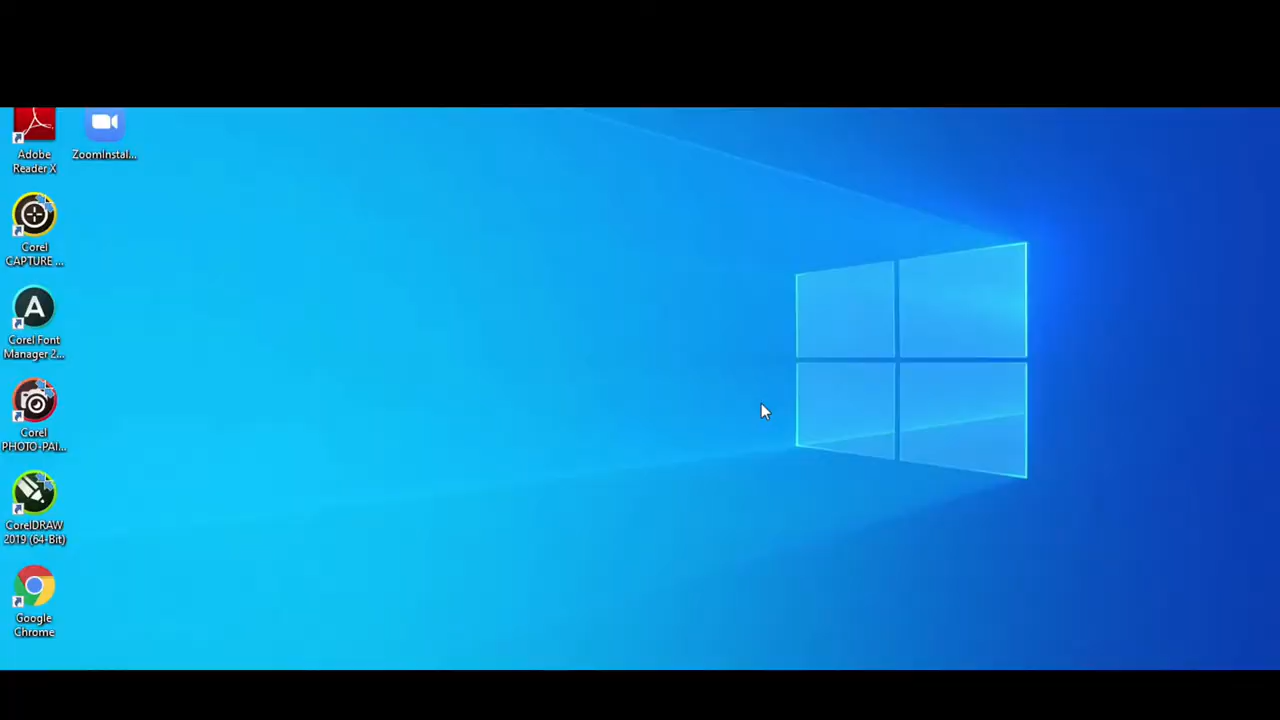 Adobe
Reader X
ZoomInstal...
Corel
CAPTURE ...
Corel Font
Manager 2...
Corel
PHOTO-PAI...
CorelDRAW
2019 (64-Bit)
Google
Chrome